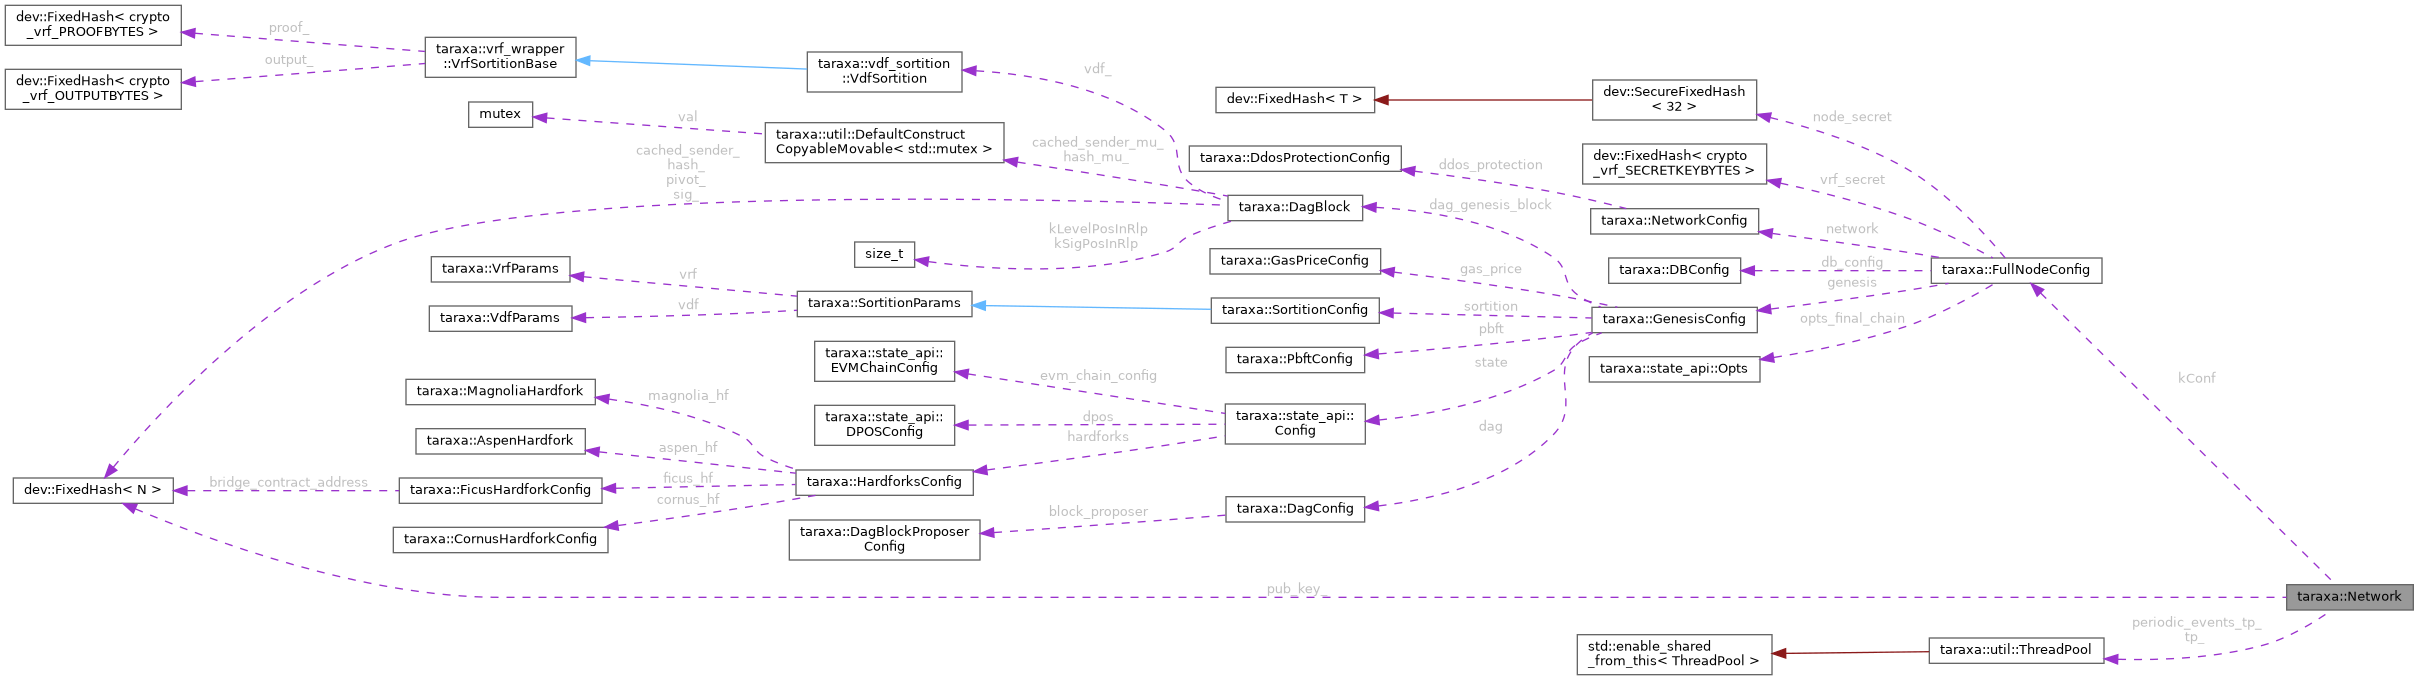 dev::FixedHash< crypto
_vrf_PROOFBYTES >
dev::FixedHash< crypto
_vrf_OUTPUTBYTES >
proof_
output_
taraxa::vrf_wrapper
::VrfSortitionBase
taraxa::vdf_sortition
::VdfSortition
vdf_
mutex
val
taraxa::util::DefaultConstruct
CopyableMovable< std::mutex >
cached_sender_mu_
hash_mu_
cached_sender_
hash_
pivot_
sig_
dev::FixedHash< T >
dev::SecureFixedHash
< 32 >
node_secret
taraxa::DdosProtectionConfig
ddos_protection
dev::FixedHash< crypto
_vrf_SECRETKEYBYTES >
vrf_secret
taraxa::DagBlock
dag_genesis_block
taraxa::NetworkConfig
network
kLevelPosInRlp
kSigPosInRlp
size_t
taraxa::GasPriceConfig
gas_price
taraxa::DBConfig
db_config
genesis
taraxa::FullNodeConfig
taraxa::VrfParams
vrf
taraxa::VdfParams
vdf
taraxa::SortitionParams
taraxa::SortitionConfig
sortition
taraxa::GenesisConfig
opts_final_chain
pbft
taraxa::PbftConfig
state
taraxa::state_api::Opts
kConf
taraxa::state_api::
EVMChainConfig
evm_chain_config
taraxa::MagnoliaHardfork
magnolia_hf
taraxa::state_api::
DPOSConfig
dpos
hardforks
taraxa::state_api::
Config
dag
taraxa::AspenHardfork
aspen_hf
dev::FixedHash< N >
bridge_contract_address
taraxa::FicusHardforkConfig
ficus_hf
cornus_hf
taraxa::HardforksConfig
taraxa::CornusHardforkConfig
taraxa::DagBlockProposer
Config
block_proposer
taraxa::DagConfig
pub_key_
taraxa::Network
periodic_events_tp_
tp_
std::enable_shared
_from_this< ThreadPool >
taraxa::util::ThreadPool